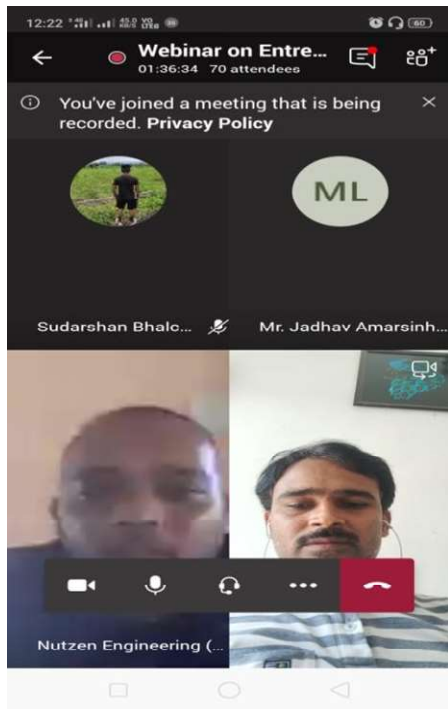 12:22
Webinar on Entre...
01:36:34 70 attendees
You've joined a meeting that is being
recorded. Privacy Policy
ML
Sudarshan Bhalc...
Mr. Jadhav Amarsinh...
Nutzen Engineering (...